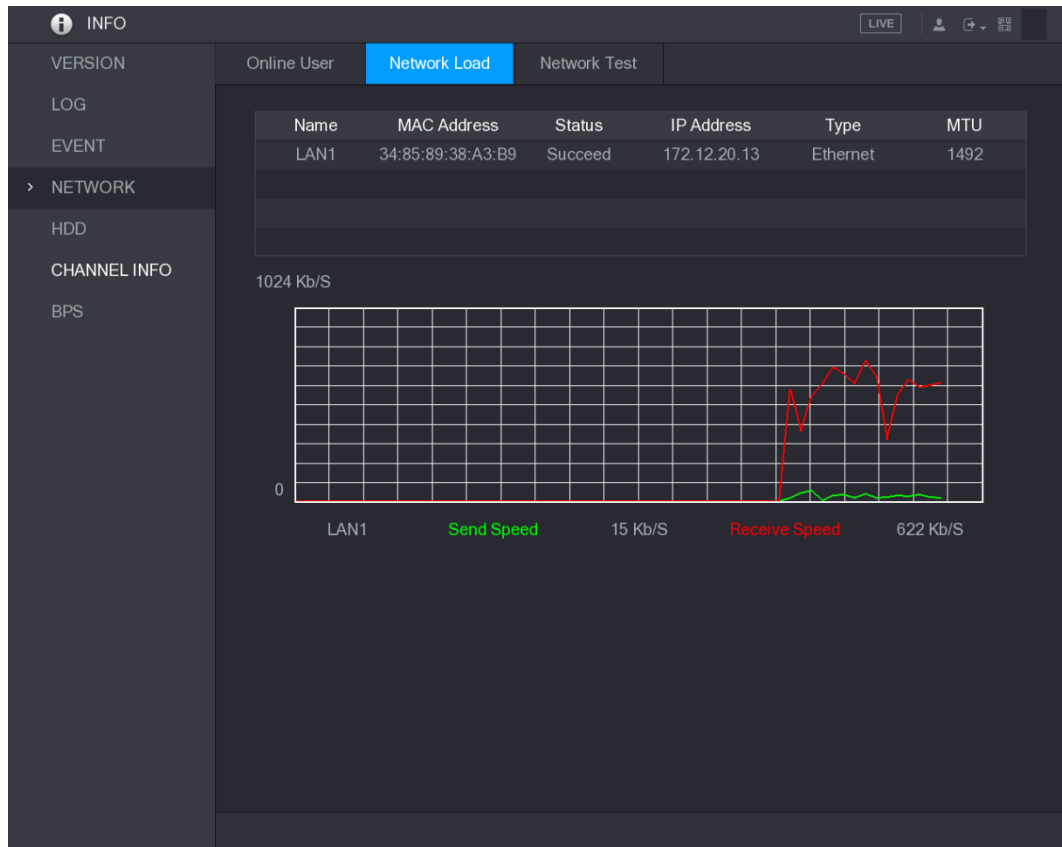 INFO LIVE
VERSION
LOG
EVENT
NETWORK
HDD
CHANNEL INFO
BPS
Online User Network Load Network Test
Name MAC Address Status IP Address Type MTU
LAN1 34:85:89:38:A3:B9 Succeed 172.12.20.13 Ethernet 1492
1024 Kb/S
0
LAN1 Send Speed 15 Kb/S Receive Speed 622 Kb/S